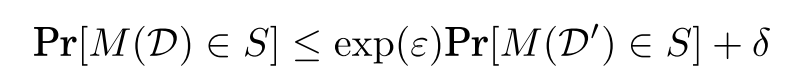 Pr[M(𝒟) ∈ S] ≤ exp(ε)Pr[M(𝒟′) ∈ S] + δ